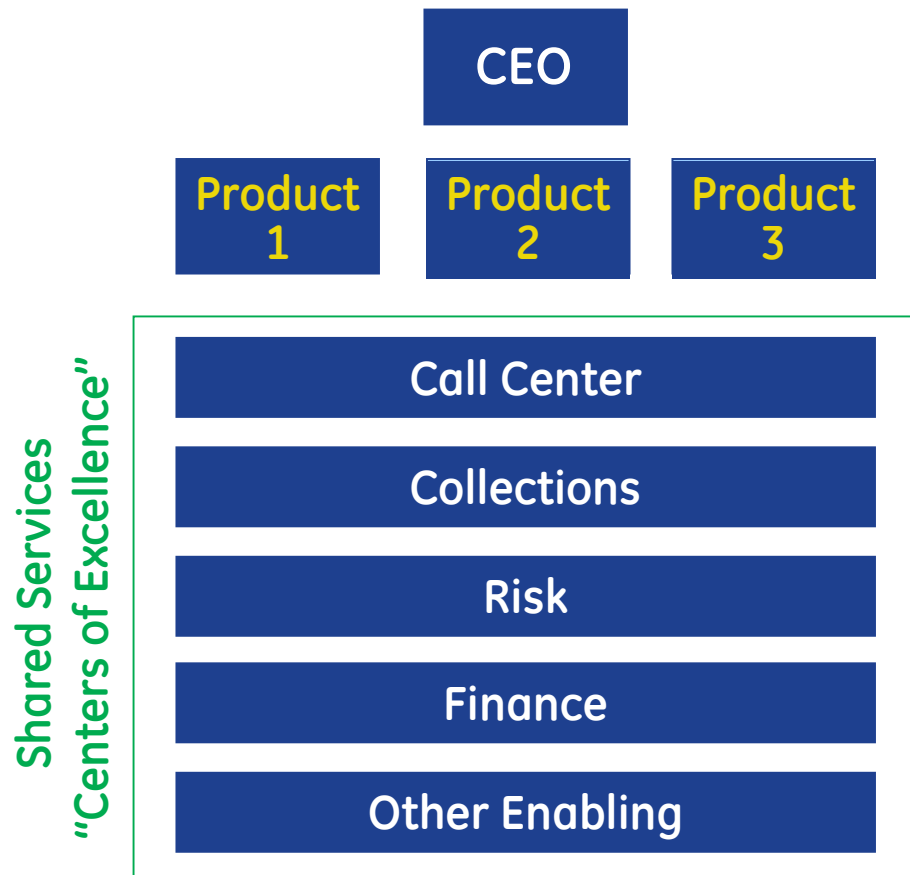 CEO
Product
1
Product
2
Product
3
Shared Services
"Centers of Excellence"
Call Center
Collections
Risk
Finance
Other Enabling